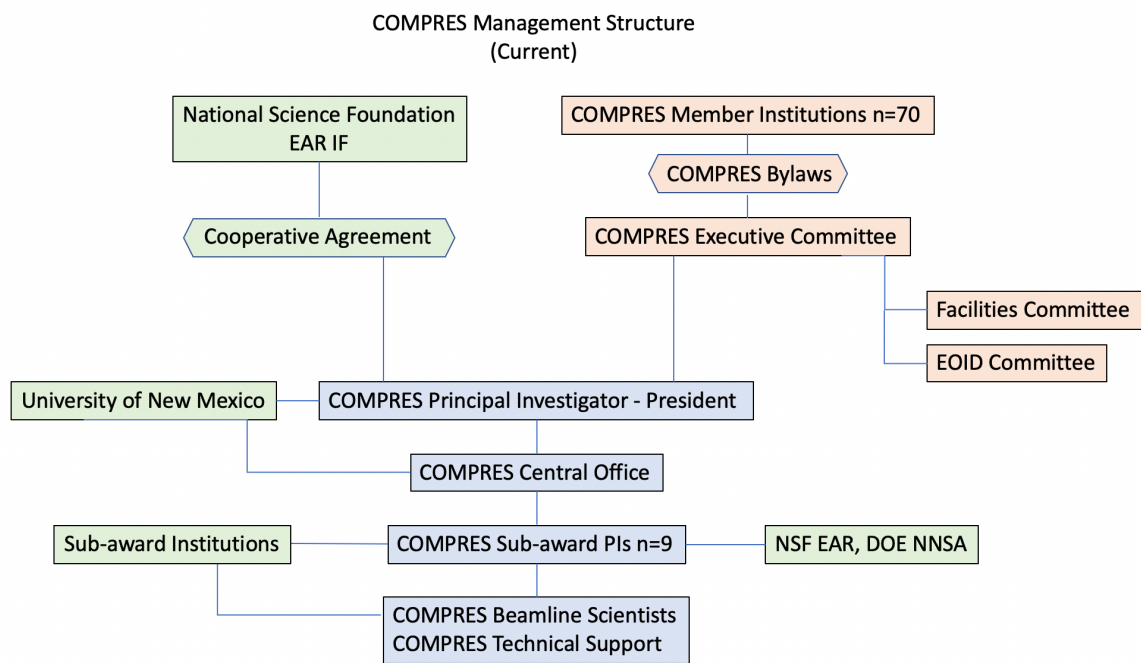 COMPRES Management Structure
(Current)
National Science Foundation
EAR IF
COMPRES Member Institutions n=70
COMPRES Bylaws
Cooperative Agreement
COMPRES Executive Committee
Facilities Committee
EOID Committee
University of New Mexico
COMPRES Principal Investigator - President
COMPRES Central Office
Sub-award Institutions
COMPRES Sub-award PIs n=9
NSF EAR, DOE NNSA
COMPRES Beamline Scientists
COMPRES Technical Support